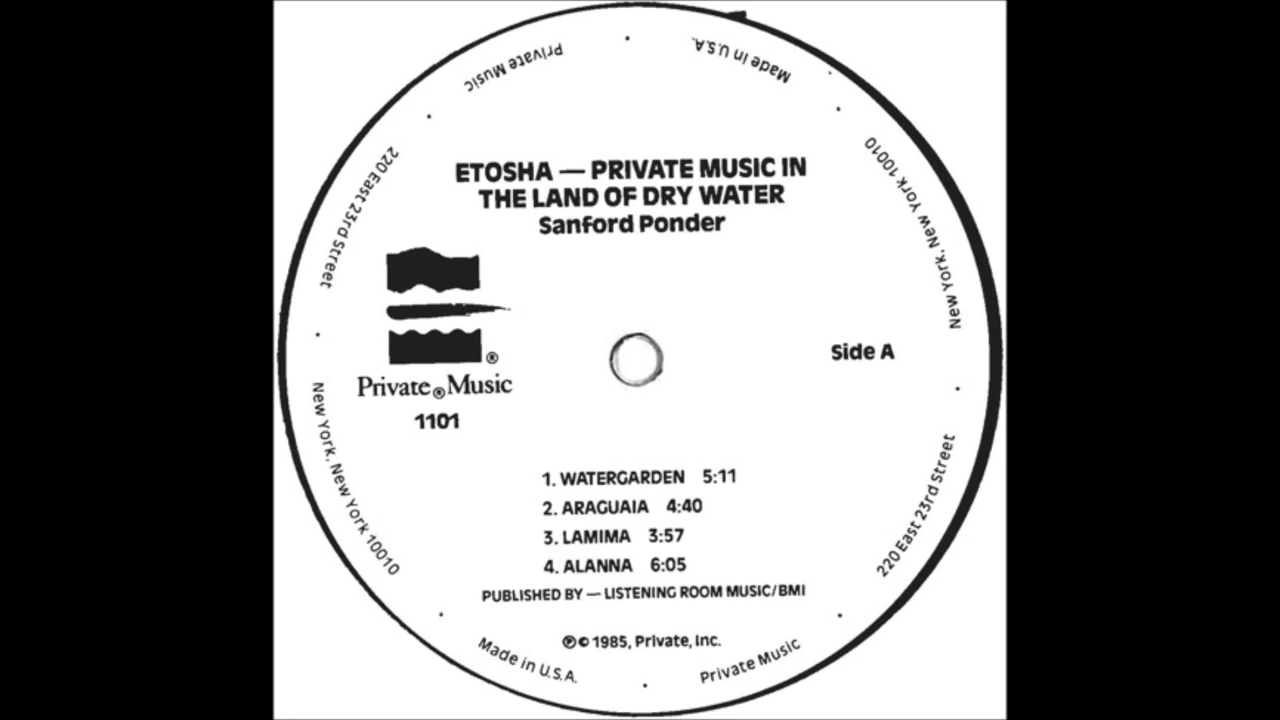 ETOSHA — PRIVATE MUSIC IN
THE LAND OF DRY WATER
Sanford Ponder
®
Private®Music
1101
Side A
1. WATERGARDEN 5:11
2. ARAGUAIA 4:40
3. LAMIMA 3:57
4. ALANNA 6:05
PUBLISHED BY — LISTENING ROOM MUSIC/BMI
℗© 1985, Private, Inc.
Private Music
Made in U.S.A.
New York, New York 10010
220 East 23rd Street
Private Music
Made in U.S.A.
New York, New York 10010
220 East 23rd Street